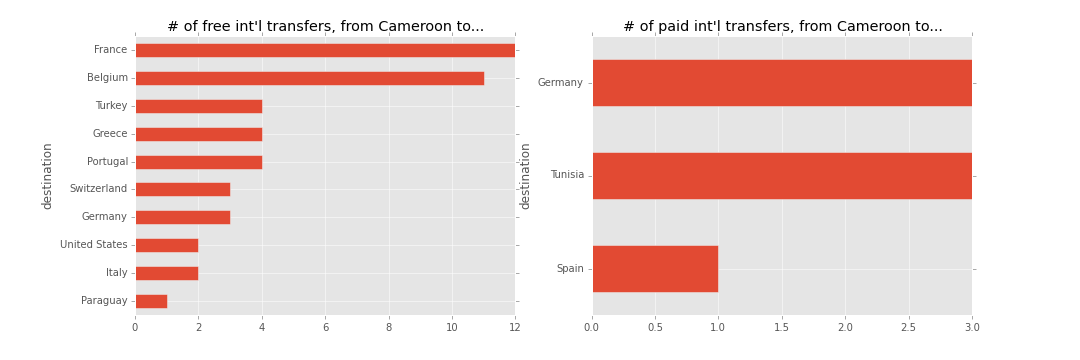 # of free int'l transfers, from Cameroon to...
destination
France
Belgium
Turkey
Greece
Portugal
Switzerland
Germany
United States
Italy
Paraguay
0 2 4 6 8 10 12
# of paid int'l transfers, from Cameroon to...
destination
Germany
Tunisia
Spain
0.0 0.5 1.0 1.5 2.0 2.5 3.0